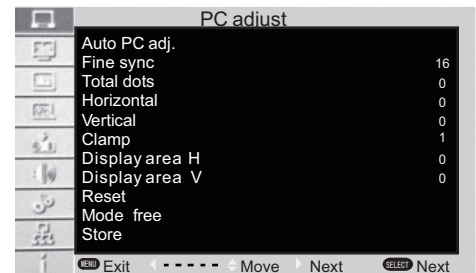 PC adjust
Auto PC adj.
Fine sync 16
Total dots 0
Horizontal 0
Vertical 0
Clamp 1
Display area H 0
Display area V 0
Reset
Mode free
Store
MENU Exit ----- Move Next SELECT Next